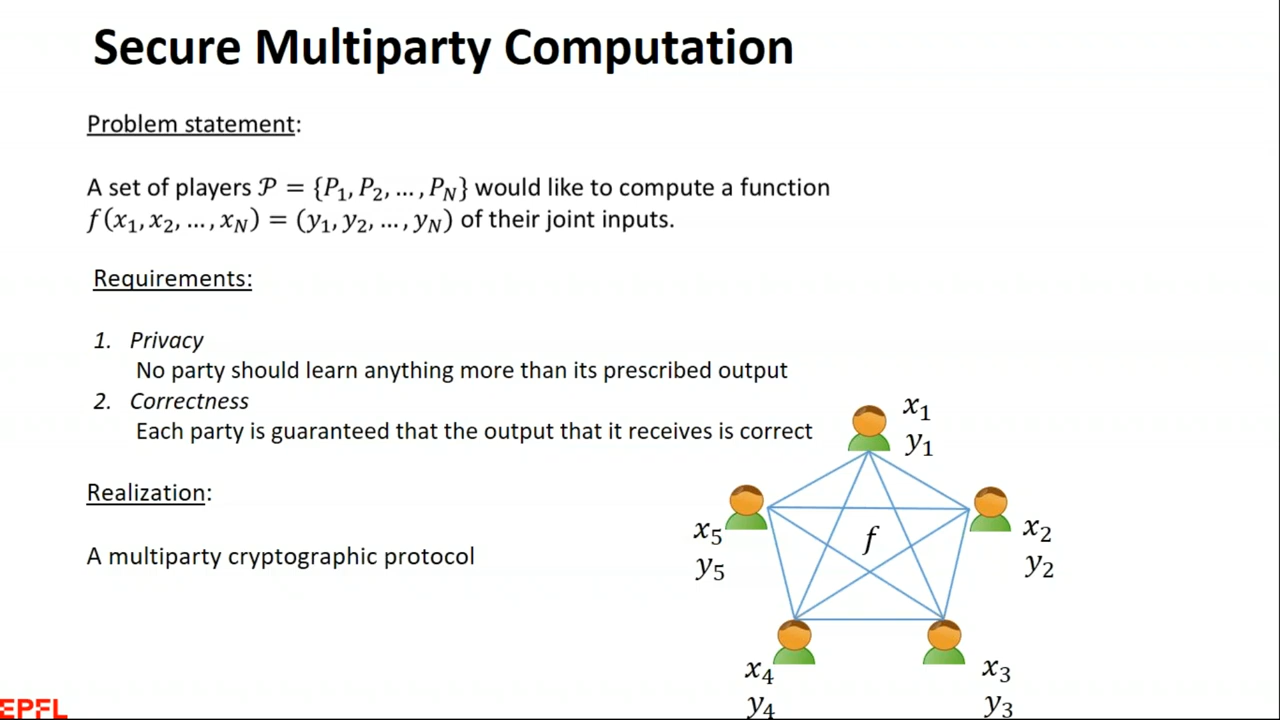 Secure Multiparty Computation
Problem statement:
A set of players 𝒫 = {P₁, P₂, ..., P_N} would like to compute a function
f(x₁, x₂, ..., x_N) = (y₁, y₂, ..., y_N) of their joint inputs.
Requirements:
1. Privacy
No party should learn anything more than its prescribed output
2. Correctness
Each party is guaranteed that the output that it receives is correct
Realization:
A multiparty cryptographic protocol
x₁
y₁
x₅
y₅
f
x₂
y₂
x₄
y₄
x₃
y₃
EPFL